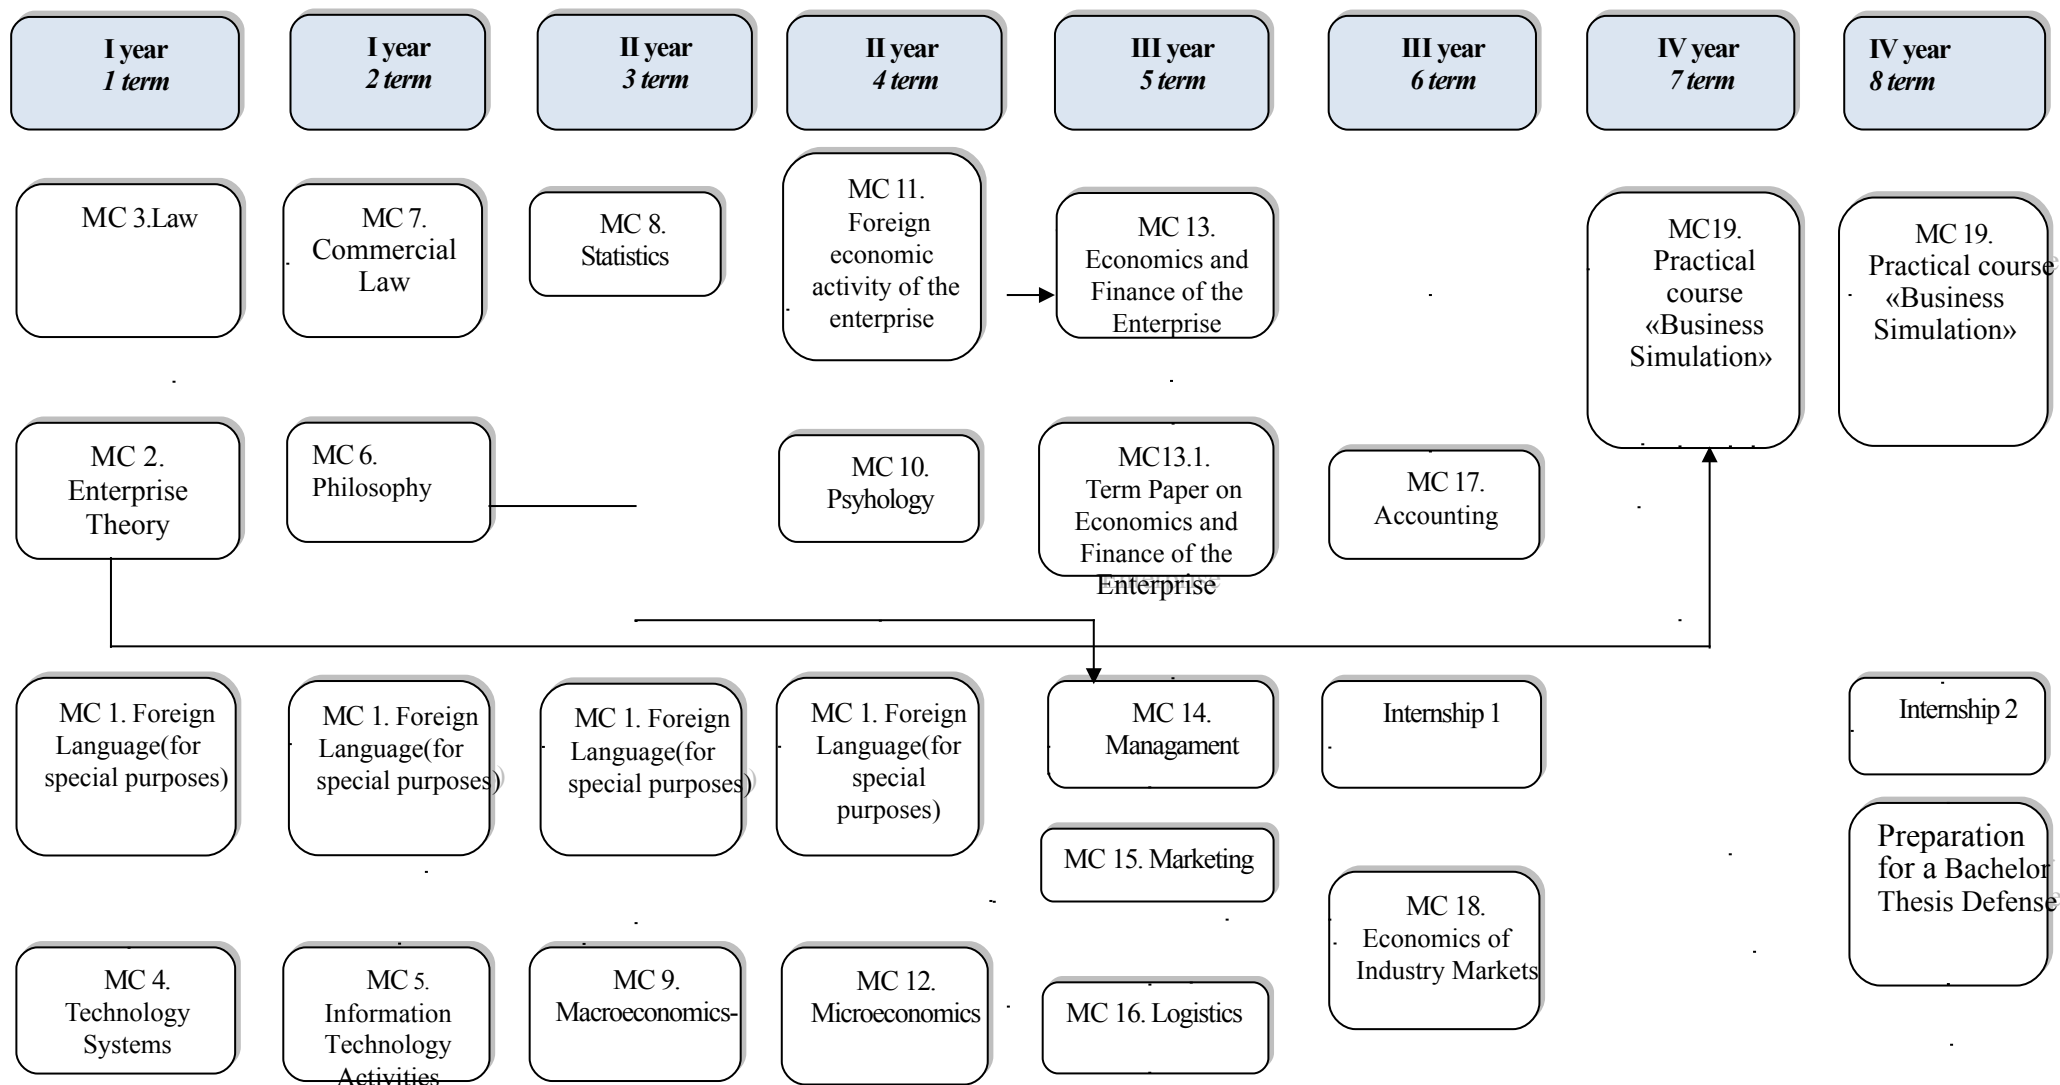 I year
1 term
I year
2 term
II year
3 term
II year
4 term
III year
5 term
III year
6 term
IV year
7 term
IV year
8 term
MC 3.Law
MC 7.
Commercial
Law
MC 8.
Statistics
MC 11.
Foreign
economic
activity of the
enterprise
MC 13.
Economics and
Finance of the
Enterprise
MC19.
Practical
course
«Business
Simulation»
MC 19.
Practical course
«Business
Simulation»
MC 2.
Enterprise
Theory
MC 6.
Philosophy
MC 10.
Psyhology
MC13.1.
Term Paper on
Economics and
Finance of the
Enterprise
MC 17.
Accounting
MC 1. Foreign
Language(for
special purposes)
MC 1. Foreign
Language(for
special purposes)
MC 1. Foreign
Language(for
special purposes)
MC 1. Foreign
Language(for
special
purposes)
MC 14.
Managament
Internship 1
Internship 2
MC 15. Marketing
Preparation
for a Bachelor
Thesis Defense
MC 18.
Economics of
Industry Markets
MC 4.
Technology
Systems
MC 5.
Information
Technology
Activities
MC 9.
Macroeconomics-
MC 12.
Microeconomics
MC 16. Logistics